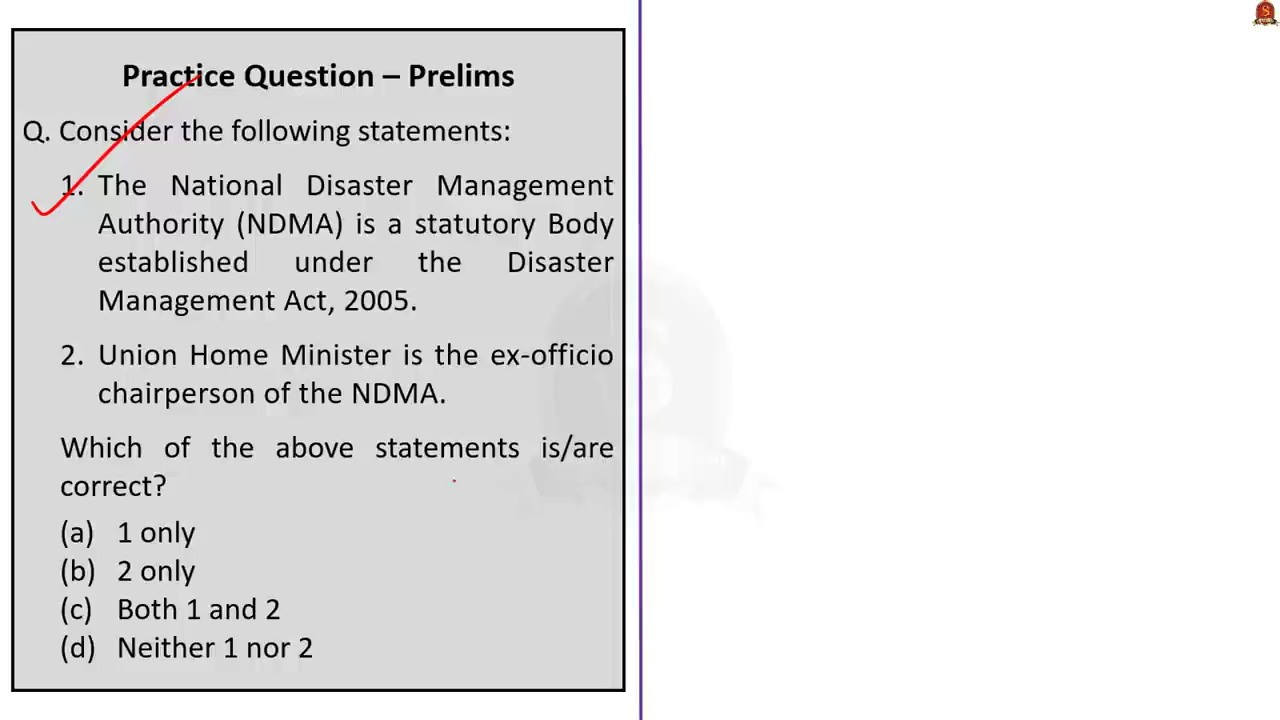 Practice Question – Prelims
Q. Consider the following statements:
1. The National Disaster Management
Authority (NDMA) is a statutory Body
established under the Disaster
Management Act, 2005.
2. Union Home Minister is the ex-officio
chairperson of the NDMA.
Which of the above statements is/are
correct?
(a) 1 only
(b) 2 only
(c) Both 1 and 2
(d) Neither 1 nor 2